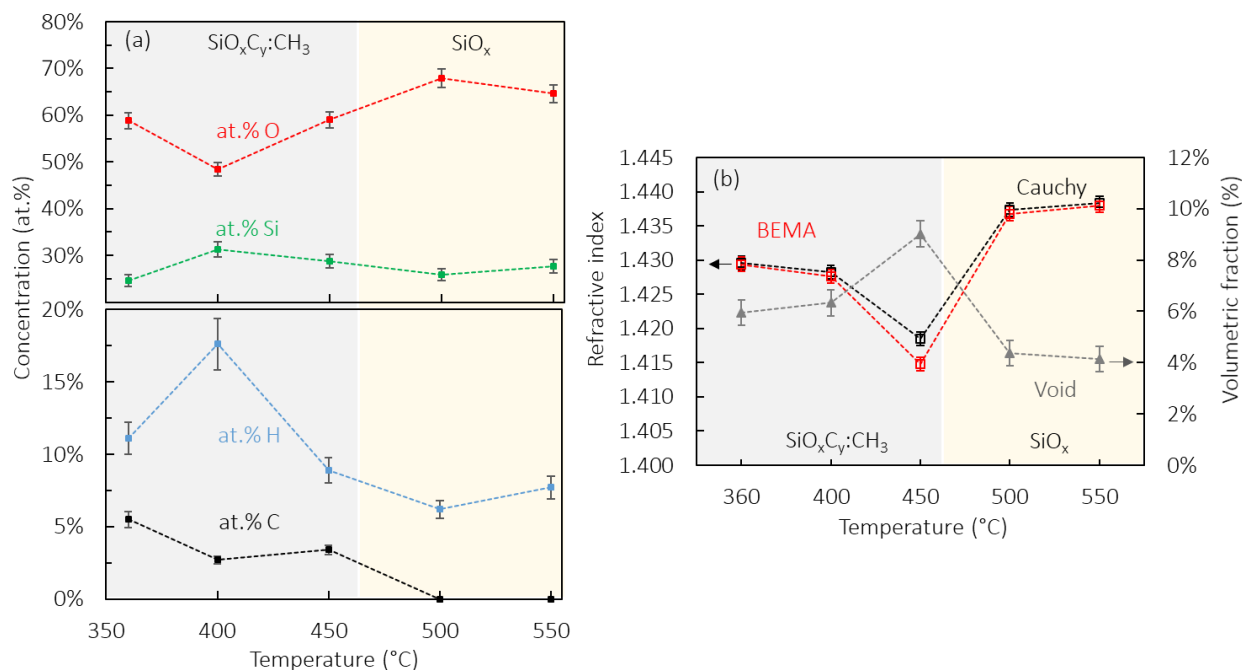 (a)
SiOxCy:CH3
SiOx
80%
70%
60%
50%
40%
30%
at.% O
at.% Si
Concentration (at.%)
20%
15%
10%
5%
0%
at.% H
at.% C
350 400 450 500 550
Temperature (°C)
(b)
Cauchy
BEMA
Void
SiOxCy:CH3
SiOx
Refractive index
1.445
1.440
1.435
1.430
1.425
1.420
1.415
1.410
1.405
1.400
12%
10%
8%
6%
4%
2%
0%
Volumetric fraction (%)
360 400 450 500 550
Temperature (°C)